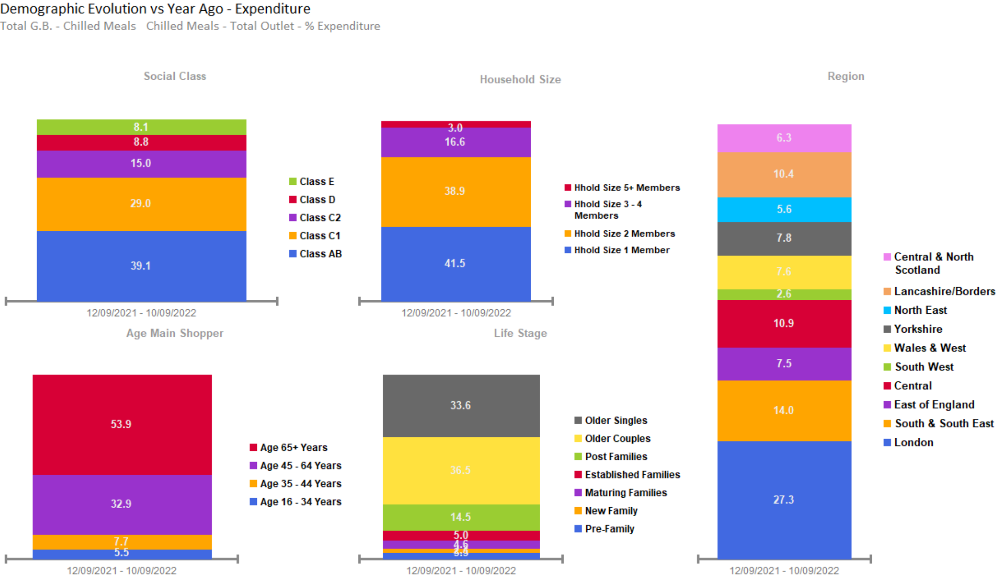 Demographic Evolution vs Year Ago - Expenditure
Total G.B. - Chilled Meals   Chilled Meals - Total Outlet - % Expenditure
Social Class
8.1
8.8
15.0
29.0
39.1
Class E
Class D
Class C2
Class C1
Class AB
12/09/2021 - 10/09/2022
Household Size
3.0
16.6
38.9
41.5
Hhold Size 5+ Members
Hhold Size 3 - 4
Members
Hhold Size 2 Members
Hhold Size 1 Member
12/09/2021 - 10/09/2022
Age Main Shopper
53.9
32.9
7.7
5.5
Age 65+ Years
Age 45 - 64 Years
Age 35 - 44 Years
Age 16 - 34 Years
12/09/2021 - 10/09/2022
Life Stage
33.6
36.5
14.5
5.0
4.6
Older Singles
Older Couples
Post Families
Established Families
Maturing Families
New Family
Pre-Family
12/09/2021 - 10/09/2022
Region
6.3
10.4
5.6
7.8
7.6
2.6
10.9
7.5
14.0
27.3
Central & North
Scotland
Lancashire/Borders
North East
Yorkshire
Wales & West
South West
Central
East of England
South & South East
London
12/09/2021 - 10/09/2022